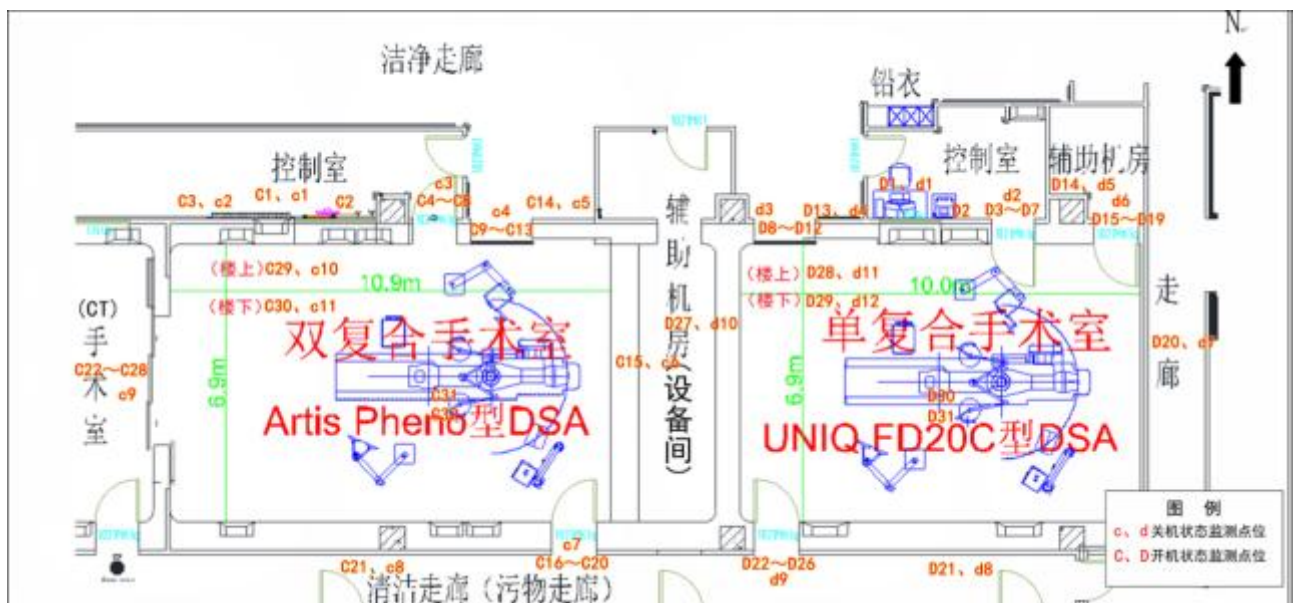 N
洁净走廊
铅衣
控制室
控制室
辅助机房
C3、c2
C1、c1
C2
c3
C4～C8
c4
C9～C13
C14、c5
d3
D8～D12
D13、d4
D1、d1
D2
d2
D3～D7
D14、d5
d6
D15～D19
(楼上)C29、c10
10.9m
(楼下)C30、c11
(楼上) D28、d11
(楼下) D29、d12
10.0m
辅助机房(设备间)
D27、d10
走廊
D20、d7
(CT)
手术室
C22～C28
c9
6.9m
双复合手术室
C31
Artis Pheno型DSA
C15、c6
6.9m
单复合手术室
D30
D31
UNIQ FD20C型DSA
图 例
c、d关机状态监测点位
C、D开机状态监测点位
c7
C16～C20
C21、c8
D22～D26
d9
D21、d8
清洁走廊（污物走廊）